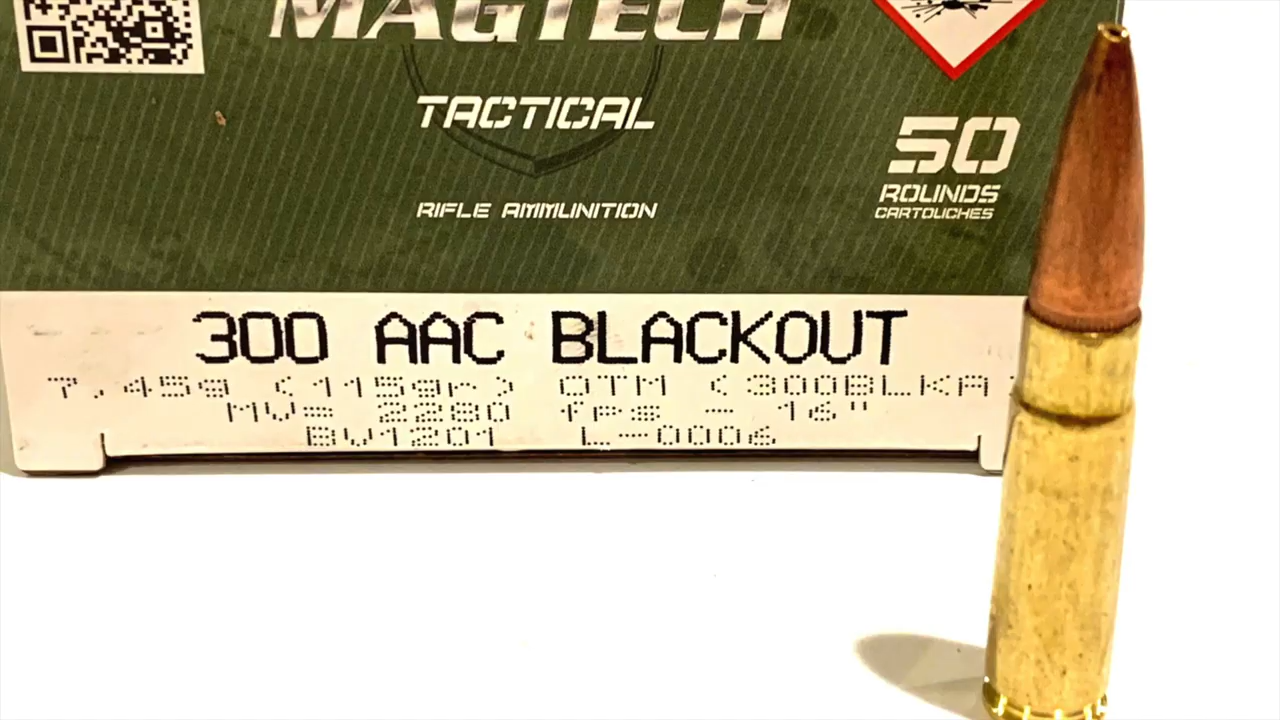 MAGTECH
TACTICAL
50
ROUNDS
CARTOUCHES
RIFLE AMMUNITION
300 AAC BLACKOUT
7.45g (115gr) OTM (300BLKA
MV= 2280 fps - 16"
BV1201 L-0006